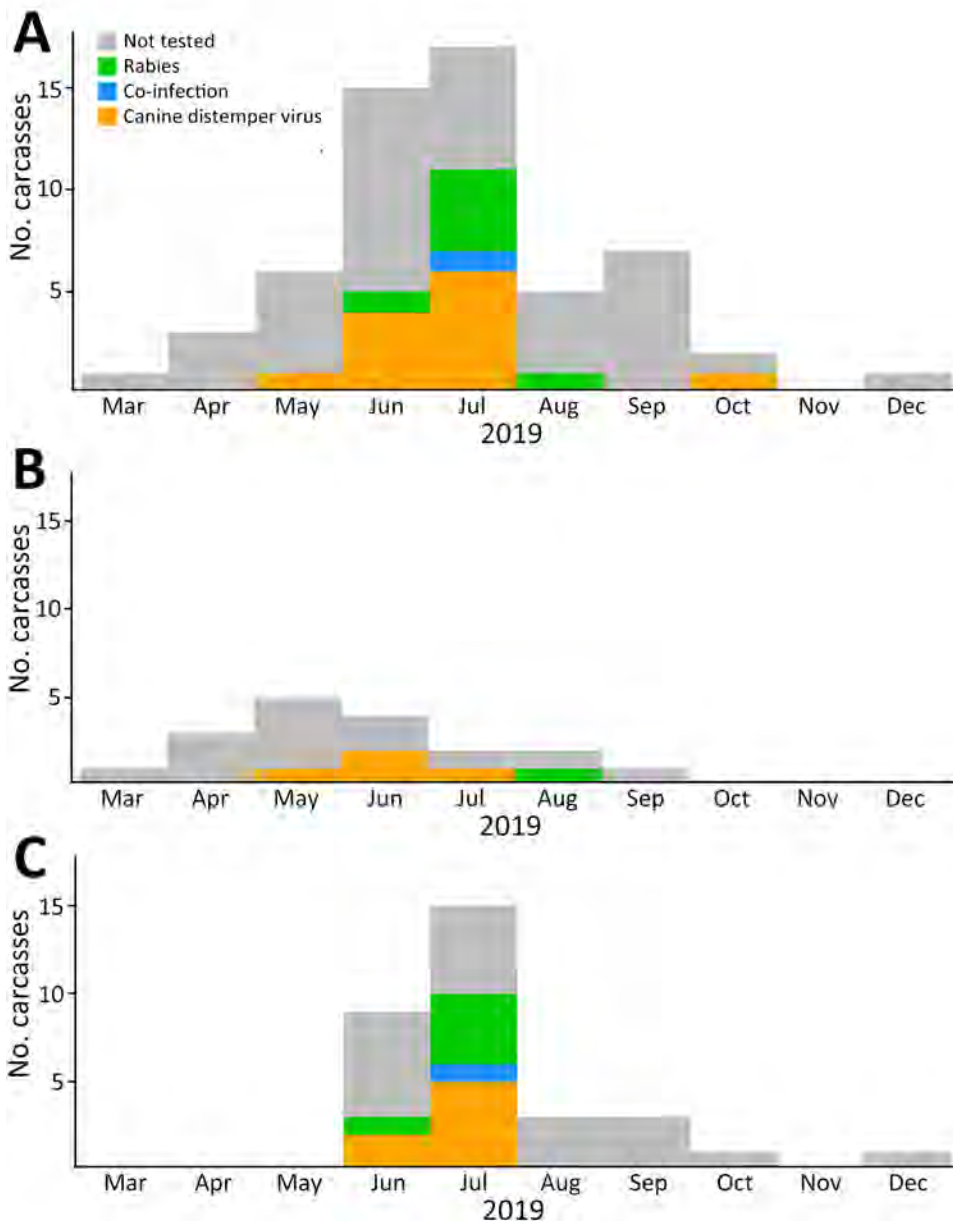 A
Not tested
Rabies
Co-infection
Canine distemper virus
No. carcasses
15
10
5
Mar Apr May Jun Jul Aug Sep Oct Nov Dec
2019
B
No. carcasses
15
10
5
Mar Apr May Jun Jul Aug Sep Oct Nov Dec
2019
C
No. carcasses
15
10
5
Mar Apr May Jun Jul Aug Sep Oct Nov Dec
2019